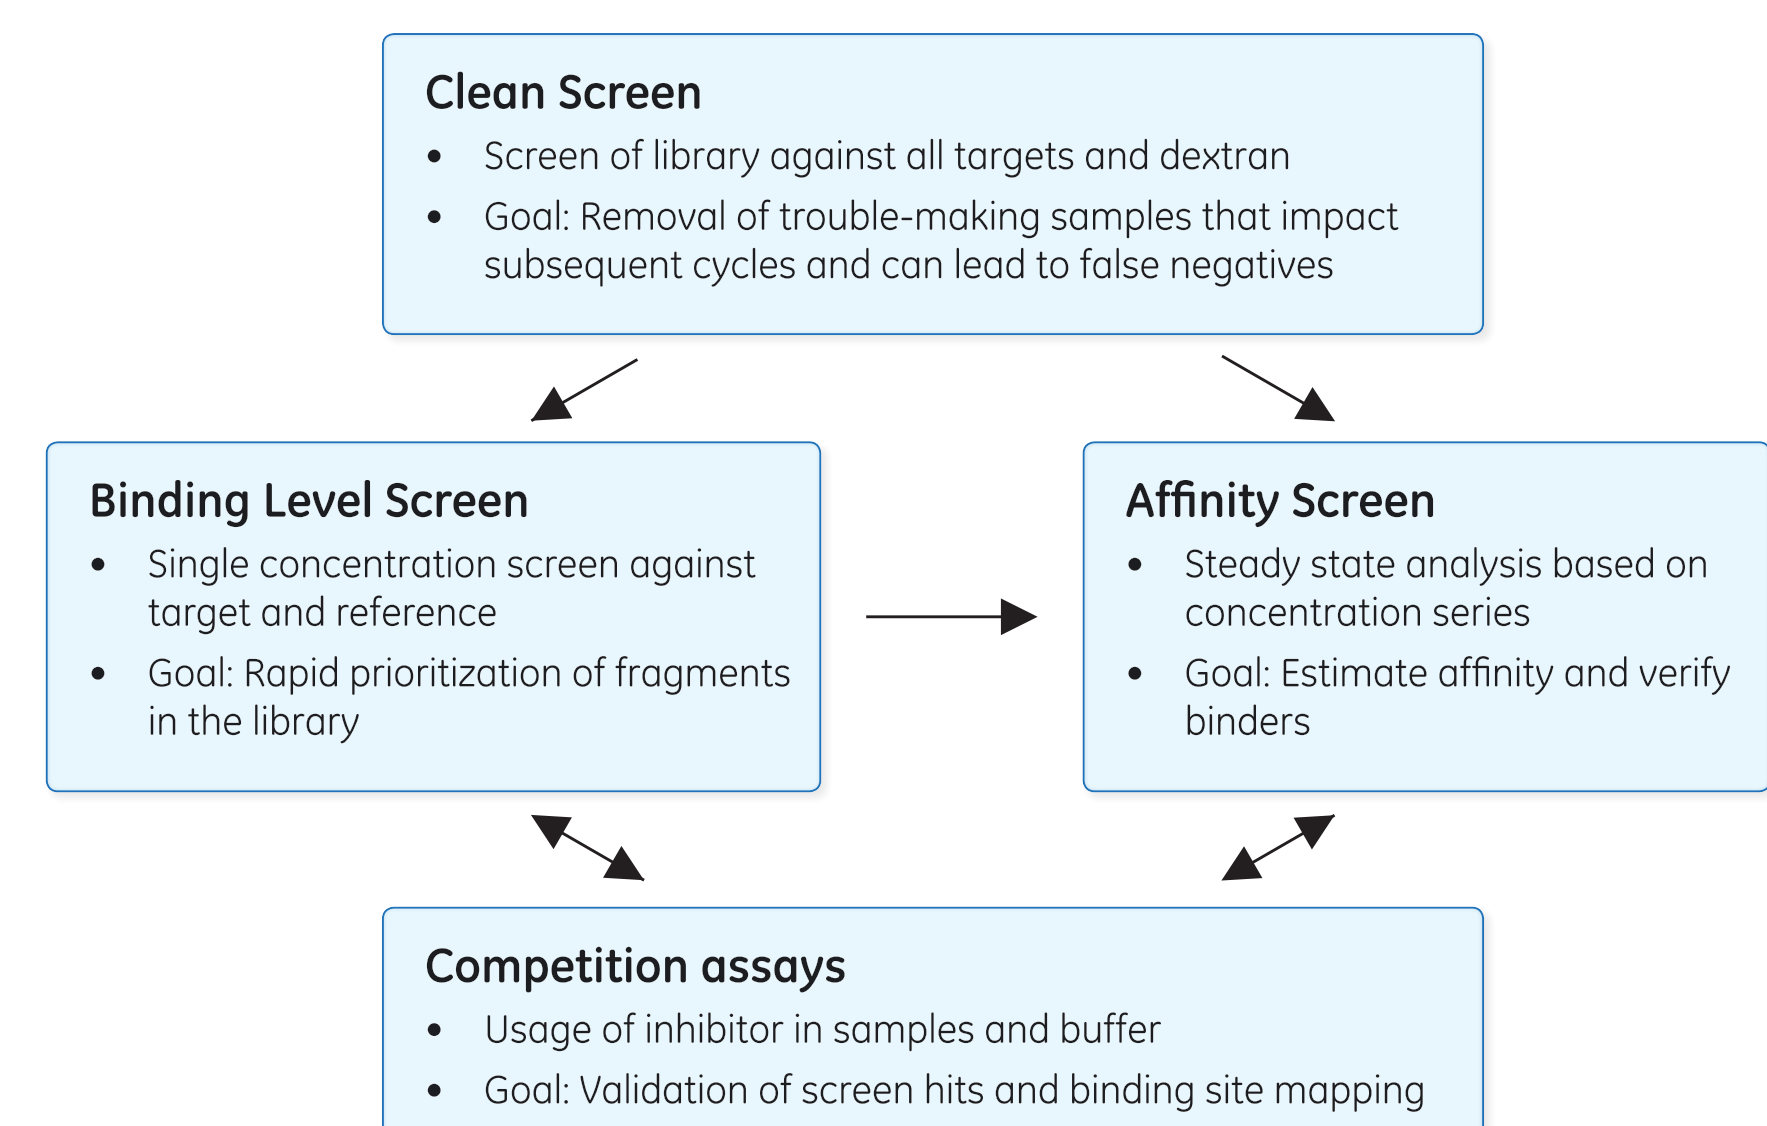 Clean Screen
• Screen of library against all targets and dextran
• Goal: Removal of trouble-making samples that impact
subsequent cycles and can lead to false negatives
Binding Level Screen
• Single concentration screen against
target and reference
• Goal: Rapid prioritization of fragments
in the library
Affinity Screen
• Steady state analysis based on
concentration series
• Goal: Estimate affinity and verify
binders
Competition assays
• Usage of inhibitor in samples and buffer
• Goal: Validation of screen hits and binding site mapping